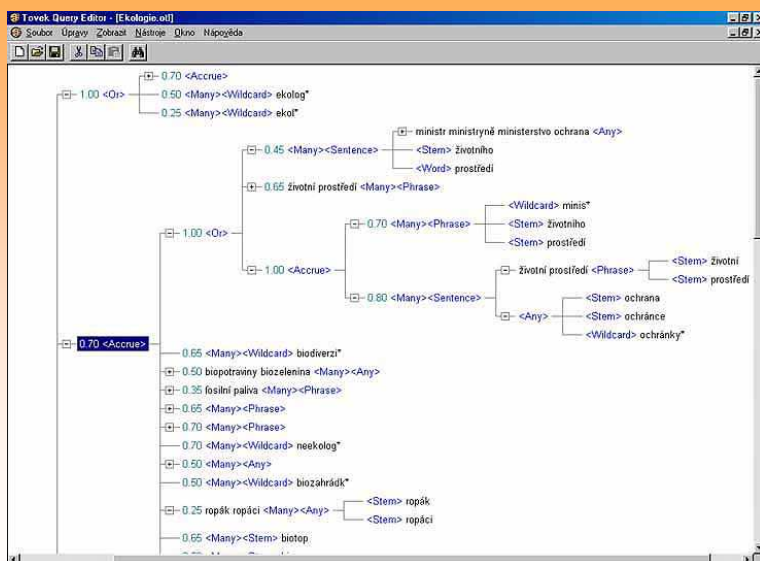 Tovek Query Editor - [Ekologie.otl]
Soubor Úpravy Zobrazit Nástroje Okno Nápověda
0.70 <Accrue>
1.00 <Or> 0.50 <Many><Wildcard> ekolog*
0.25 <Many><Wildcard> ekol*
ministr ministryně ministerstvo ochrana <Any>
0.45 <Many><Sentence> <Stem> životního
<Word> prostředí
0.65 životní prostředí <Many><Phrase>
<Wildcard> minis*
0.70 <Many><Phrase> <Stem> životního
1.00 <Or> <Stem> prostředí
<Stem> životní
1.00 <Accrue> životní prostředí <Phrase>
<Stem> prostředí
0.80 <Many><Sentence> <Stem> ochrana
<Any> <Stem> ochránce
<Wildcard> ochránky*
0.70 <Accrue>
0.65 <Many><Wildcard> biodiverzi*
0.50 biopotraviny biozelenina <Many><Any>
0.35 fosilní paliva <Many><Phrase>
0.65 <Many><Phrase>
0.70 <Many><Phrase>
0.70 <Many><Wildcard> neekolog*
0.50 <Many><Any>
0.50 <Many><Wildcard> biozahrádk*
<Stem> ropák
0.25 ropák ropáci <Many><Any>
<Stem> ropáci
0.65 <Many><Stem> biotop